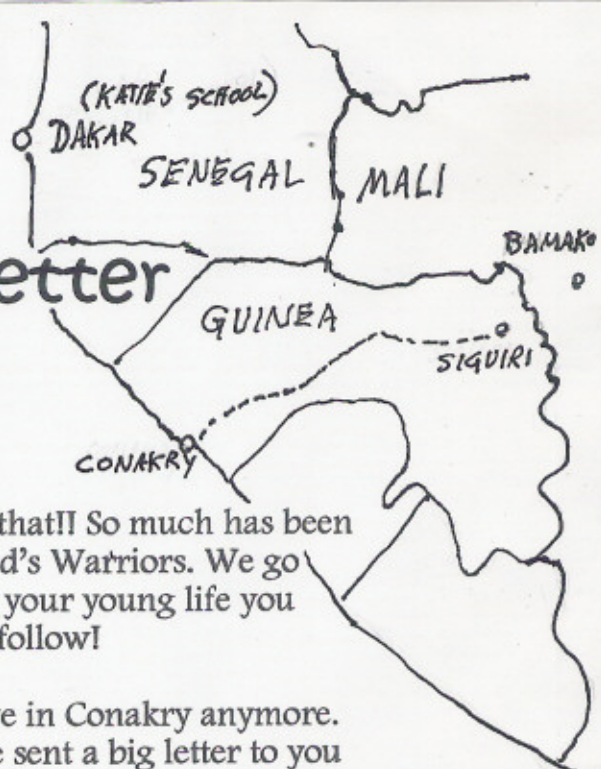 (KATIE'S SCHOOL)
DAKAR
SENEGAL
MALI
BAMAKO
etter
GUINEA
SIGUIRI
CONAKRY
that!! So much has been
d's Warriors. We go
your young life you
follow!
e in Conakry anymore.
e sent a big letter to you